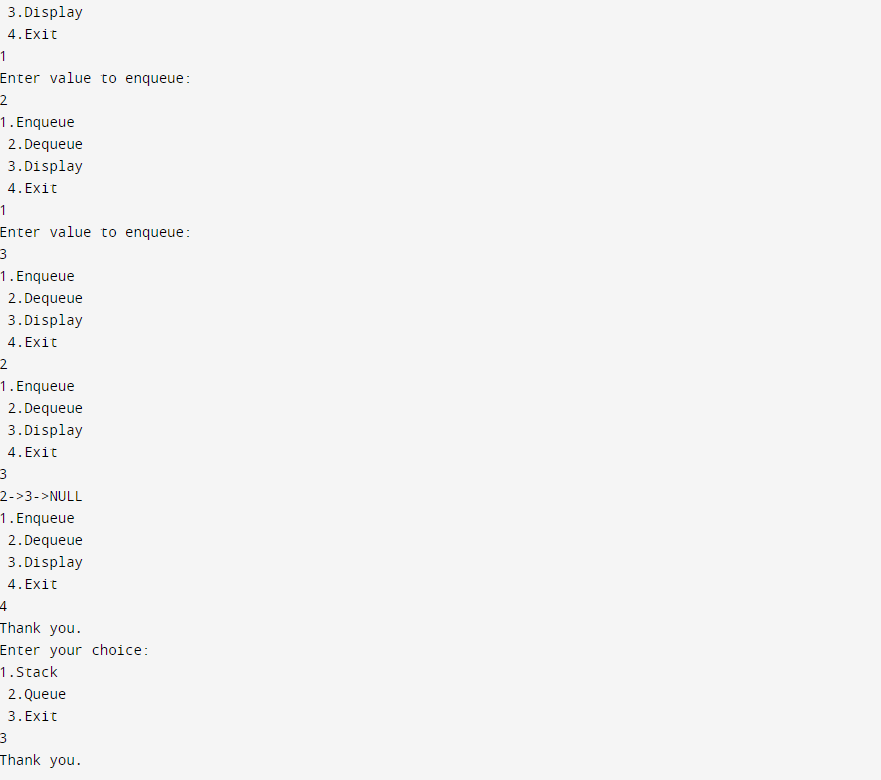 3.Display
4.Exit
1
Enter value to enqueue:
2
1.Enqueue
2.Dequeue
3.Display
4.Exit
1
Enter value to enqueue:
3
1.Enqueue
2.Dequeue
3.Display
4.Exit
2
1.Enqueue
2.Dequeue
3.Display
4.Exit
3
2->3->NULL
1.Enqueue
2.Dequeue
3.Display
4.Exit
4
Thank you.
Enter your choice:
1.Stack
2.Queue
3.Exit
3
Thank you.